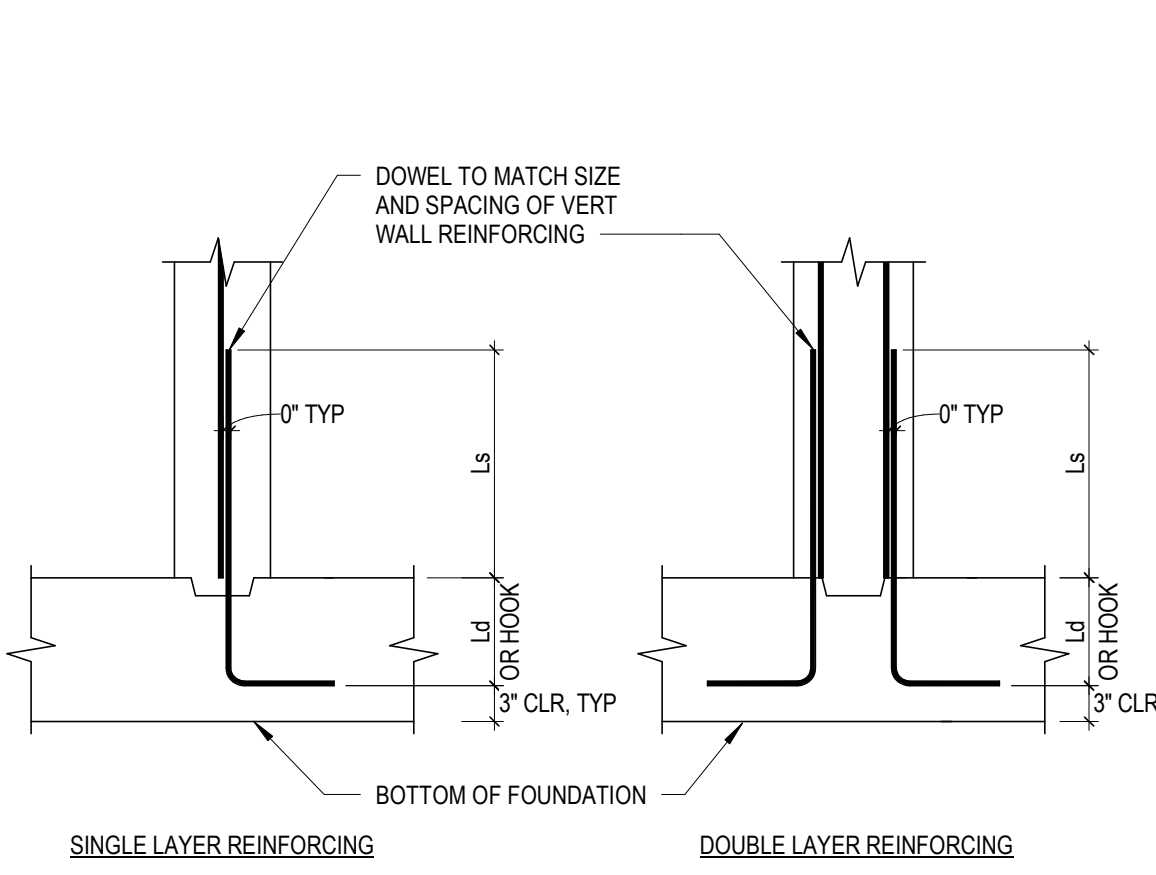 DOWEL TO MATCH SIZE
AND SPACING OF VERT
WALL REINFORCING
0" TYP
Ls
Ld
OR HOOK
3" CLR, TYP
0" TYP
Ls
Ld
OR HOOK
3" CLR
BOTTOM OF FOUNDATION
SINGLE LAYER REINFORCING
DOUBLE LAYER REINFORCING